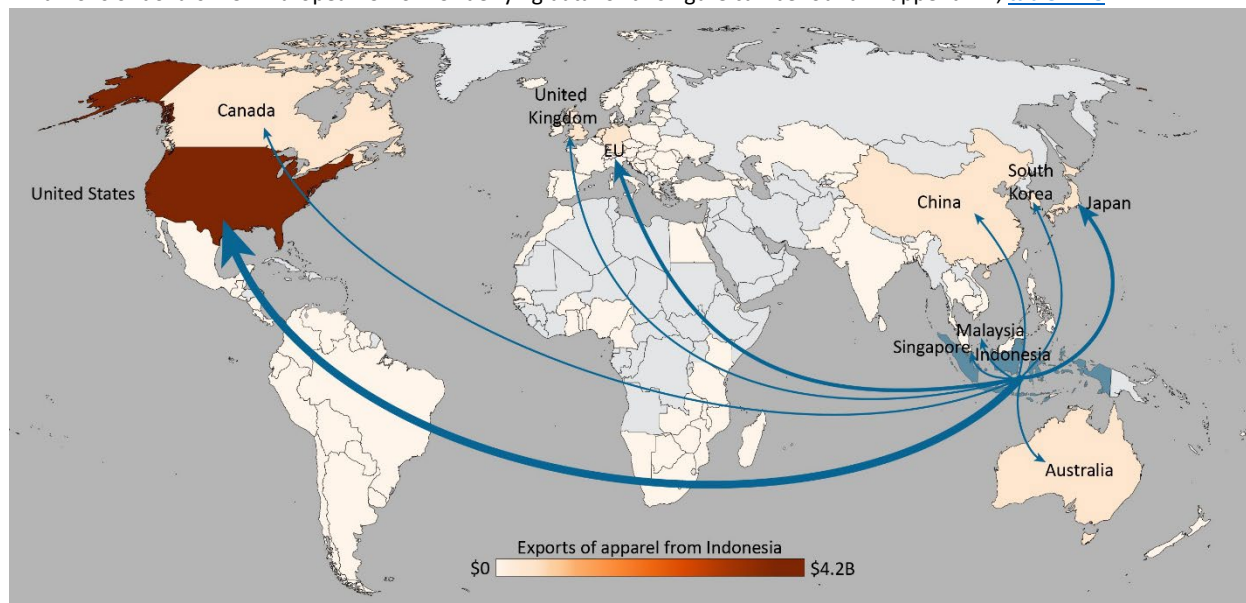 Canada
United
Kingdom
EU
United States
China
South
Korea
Japan
Malaysia
Singapore
Indonesia
Australia
Exports of apparel from Indonesia
$0
$4.2B